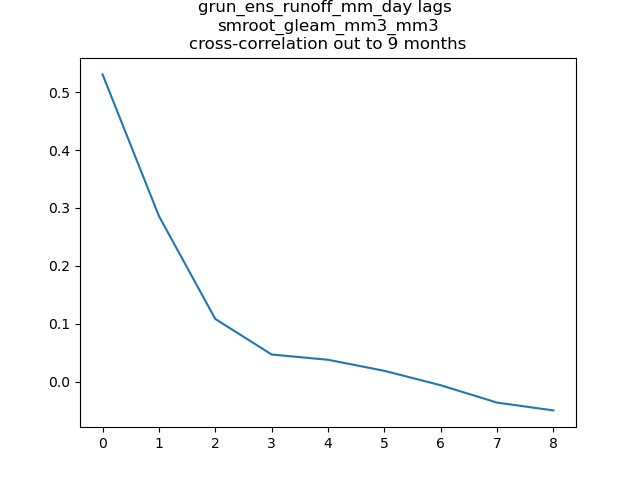 grun_ens_runoff_mm_day lags
smroot_gleam_mm3_mm3
cross-correlation out to 9 months
0.5
0.4
0.3
0.2
0.1
0.0
0 1 2 3 4 5 6 7 8